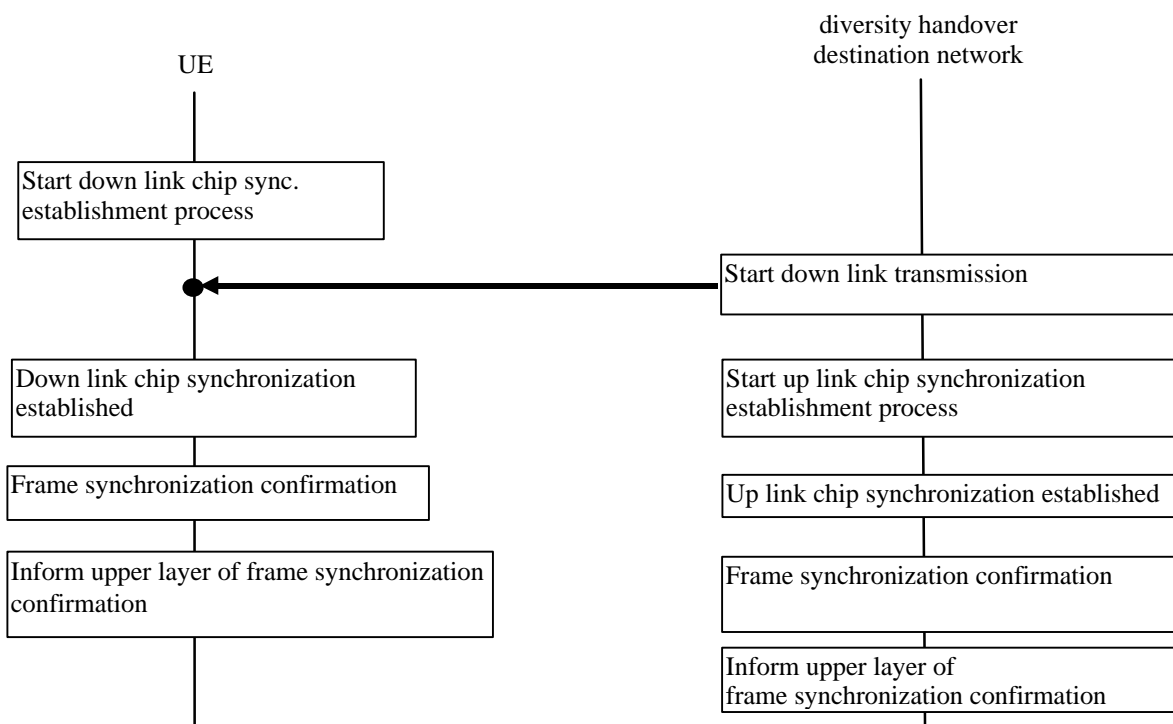 diversity handover
destination network
UE
Start down link chip sync.
establishment process
Start down link transmission
Down link chip synchronization
established
Start up link chip synchronization
establishment process
Frame synchronization confirmation
Up link chip synchronization established
Inform upper layer of frame synchronization
confirmation
Frame synchronization confirmation
Inform upper layer of
frame synchronization confirmation